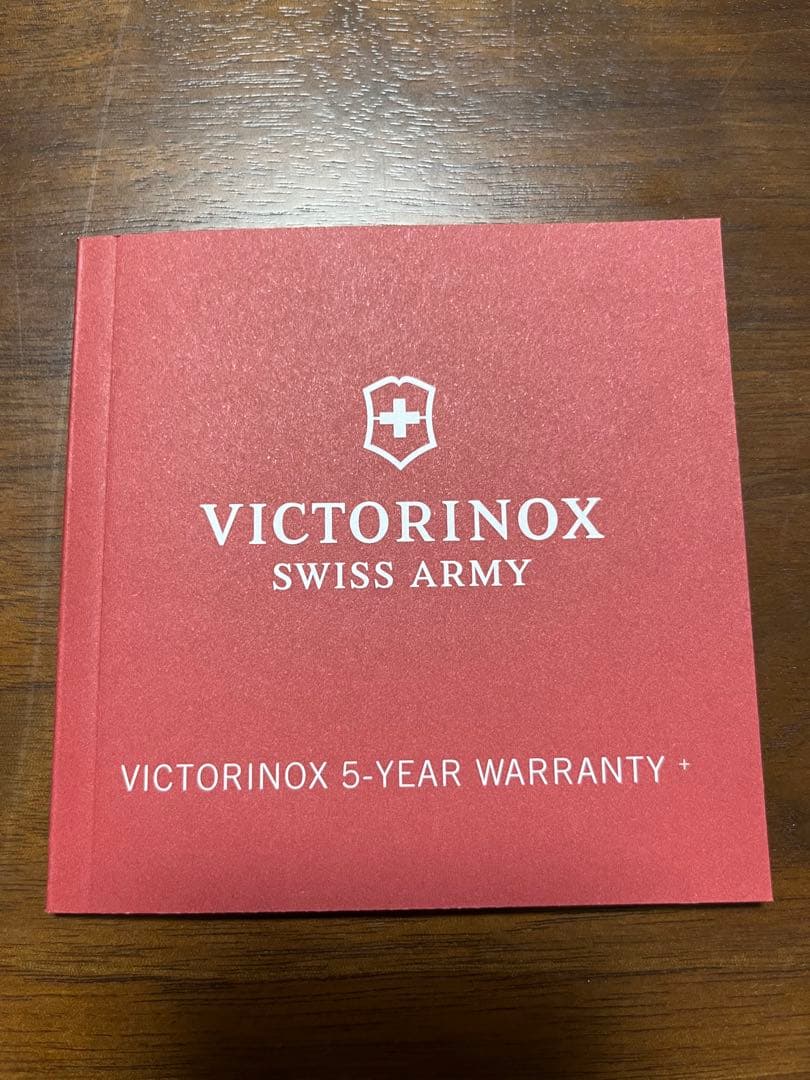 VICTORINOX
SWISS ARMY
VICTORINOX 5-YEAR WARRANTY +